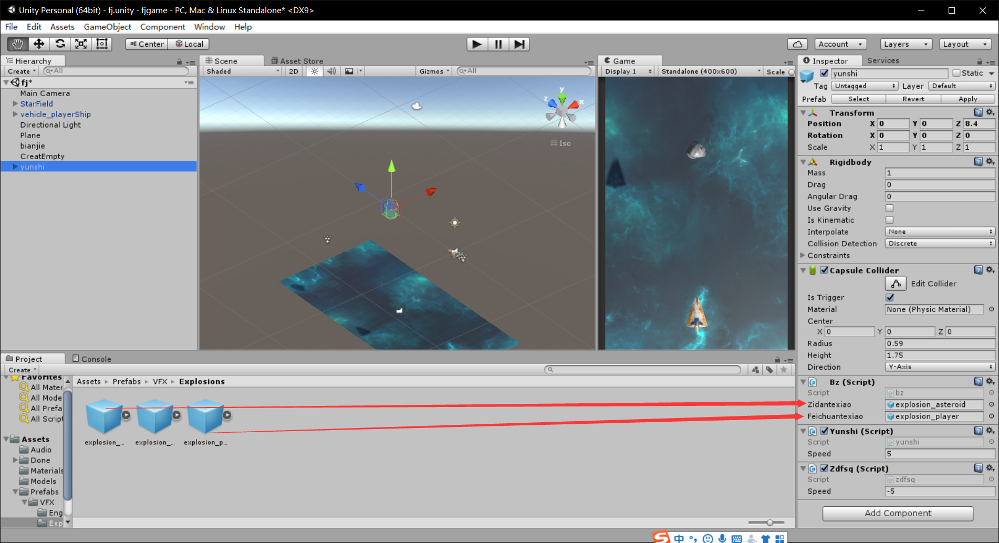 Unity Personal (64bit) - fj.unity - fjgame - PC, Mac & Linux Standalone* <DX9>
File Edit Assets GameObject Component Window Help
Center Local Account Layers Layout
Hierarchy
Create All
fj*
Main Camera
StarField
vehicle_playerShip
Directional Light
Plane
bianjie
CreatEmpty
yunshi
Scene Asset Store
Shaded 2D Gizmos All
y
z
x
Iso
Game
Display 1 Standalone (400x600) Scale
Inspector Services
yunshi Static
Tag Untagged Layer Default
Prefab Select Revert Apply
Transform
Position X 0 Y 0 Z 8.4
Rotation X 0 Y 0 Z 0
Scale X 1 Y 1 Z 1
Rigidbody
Mass 1
Drag 0
Angular Drag 0
Use Gravity
Is Kinematic
Interpolate None
Collision Detection Discrete
Constraints
Capsule Collider
Edit Collider
Is Trigger
Material None (Physic Material)
Center
X 0 Y 0 Z 0
Radius 0.59
Height 1.75
Direction Y-Axis
Bz (Script)
Script bz
Zidantexiao explosion_asteroid
Feichuantexiao explosion_player
Yunshi (Script)
Script yunshi
Speed 5
Zdfsq (Script)
Script zdfsq
Speed -5
Add Component
Project Console
Create
Favorites
All Mater
All Mode
All Prefa
All Script
Assets
Audio
Done
Materials
Models
Prefabs
VFX
Eng
Exp
Assets ▸ Prefabs ▸ VFX ▸ Explosions
explosion_... explosion_... explosion_p...
S 中 °,